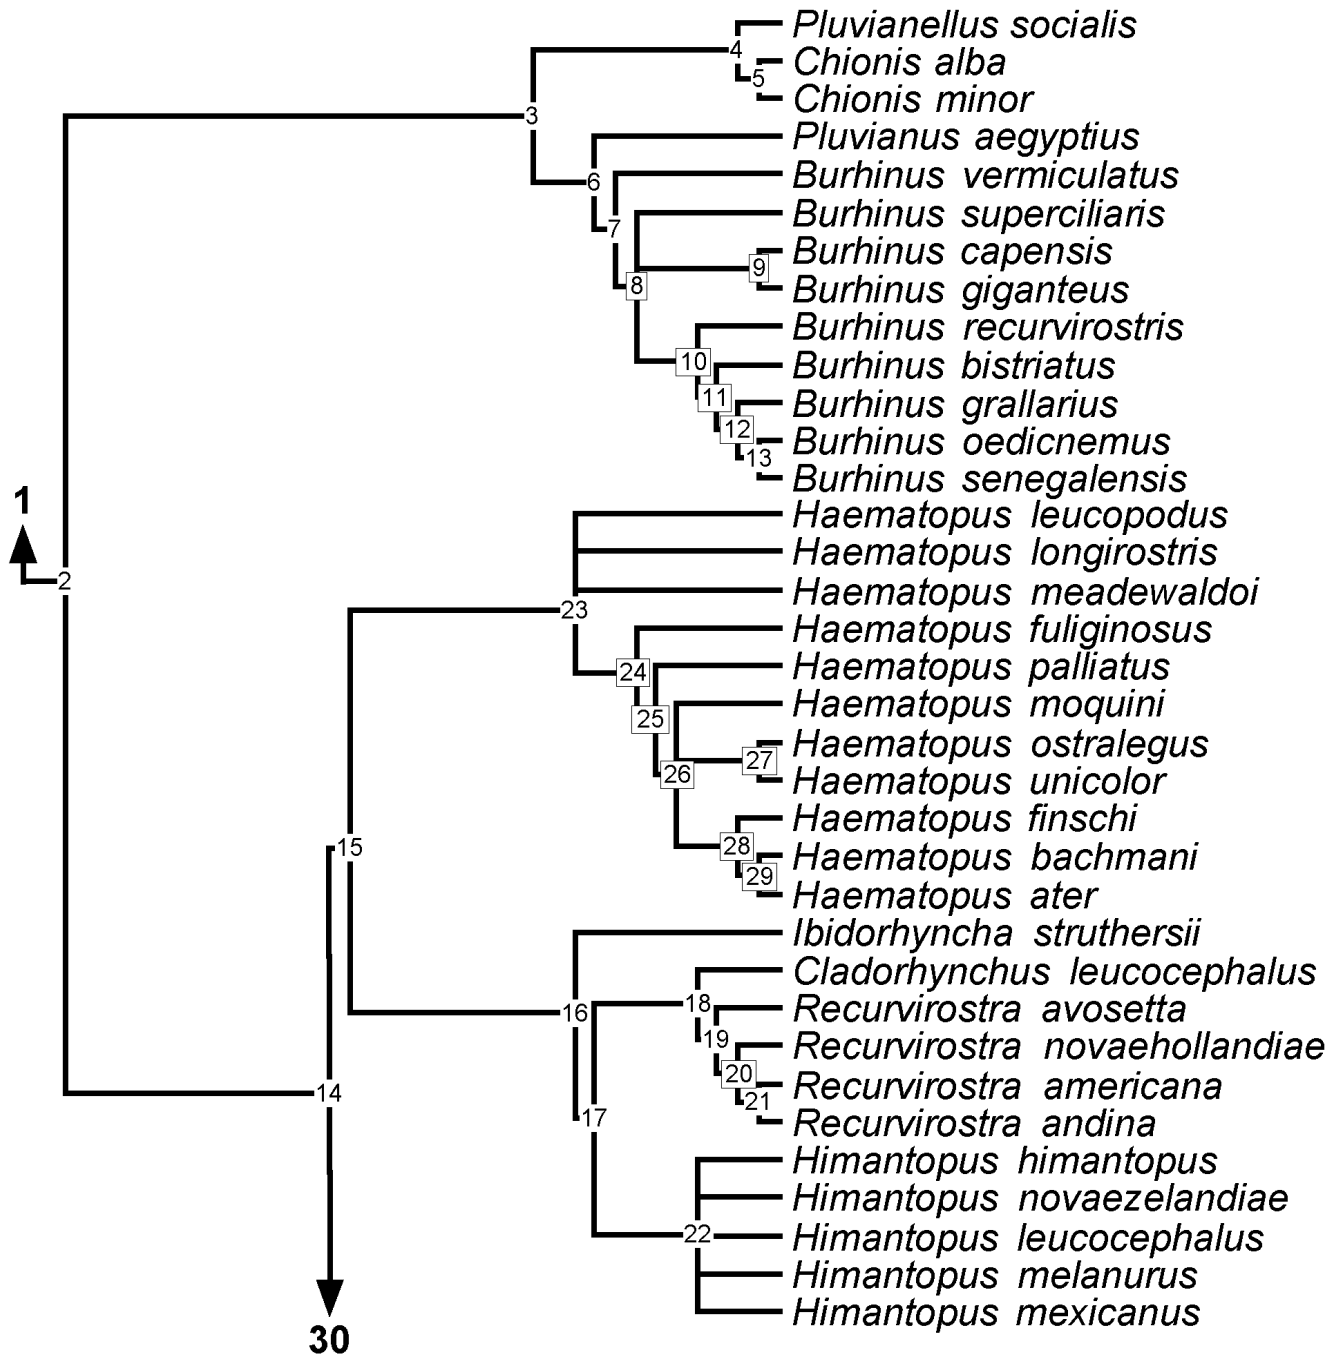 Pluvianellus socialis
4
Chionis alba
5
Chionis minor
3
Pluvianus aegyptius
Burhinus vermiculatus
6
Burhinus superciliaris
7
Burhinus capensis
9
8
Burhinus giganteus
Burhinus recurvirostris
10
Burhinus bistriatus
11
Burhinus grallarius
12
Burhinus oedicnemus
13
Burhinus senegalensis
1
Haematopus leucopodus
Haematopus longirostris
2
Haematopus meadewaldoi
23
Haematopus fuliginosus
24
Haematopus palliatus
25
Haematopus moquini
Haematopus ostralegus
27
26
Haematopus unicolor
Haematopus finschi
28
15
Haematopus bachmani
29
Haematopus ater
Ibidorhyncha struthersii
Cladorhynchus leucocephalus
18
16
Recurvirostra avosetta
19
Recurvirostra novaehollandiae
20
Recurvirostra americana
14
21
17
Recurvirostra andina
Himantopus himantopus
Himantopus novaezelandiae
22
Himantopus leucocephalus
Himantopus melanurus
Himantopus mexicanus
30